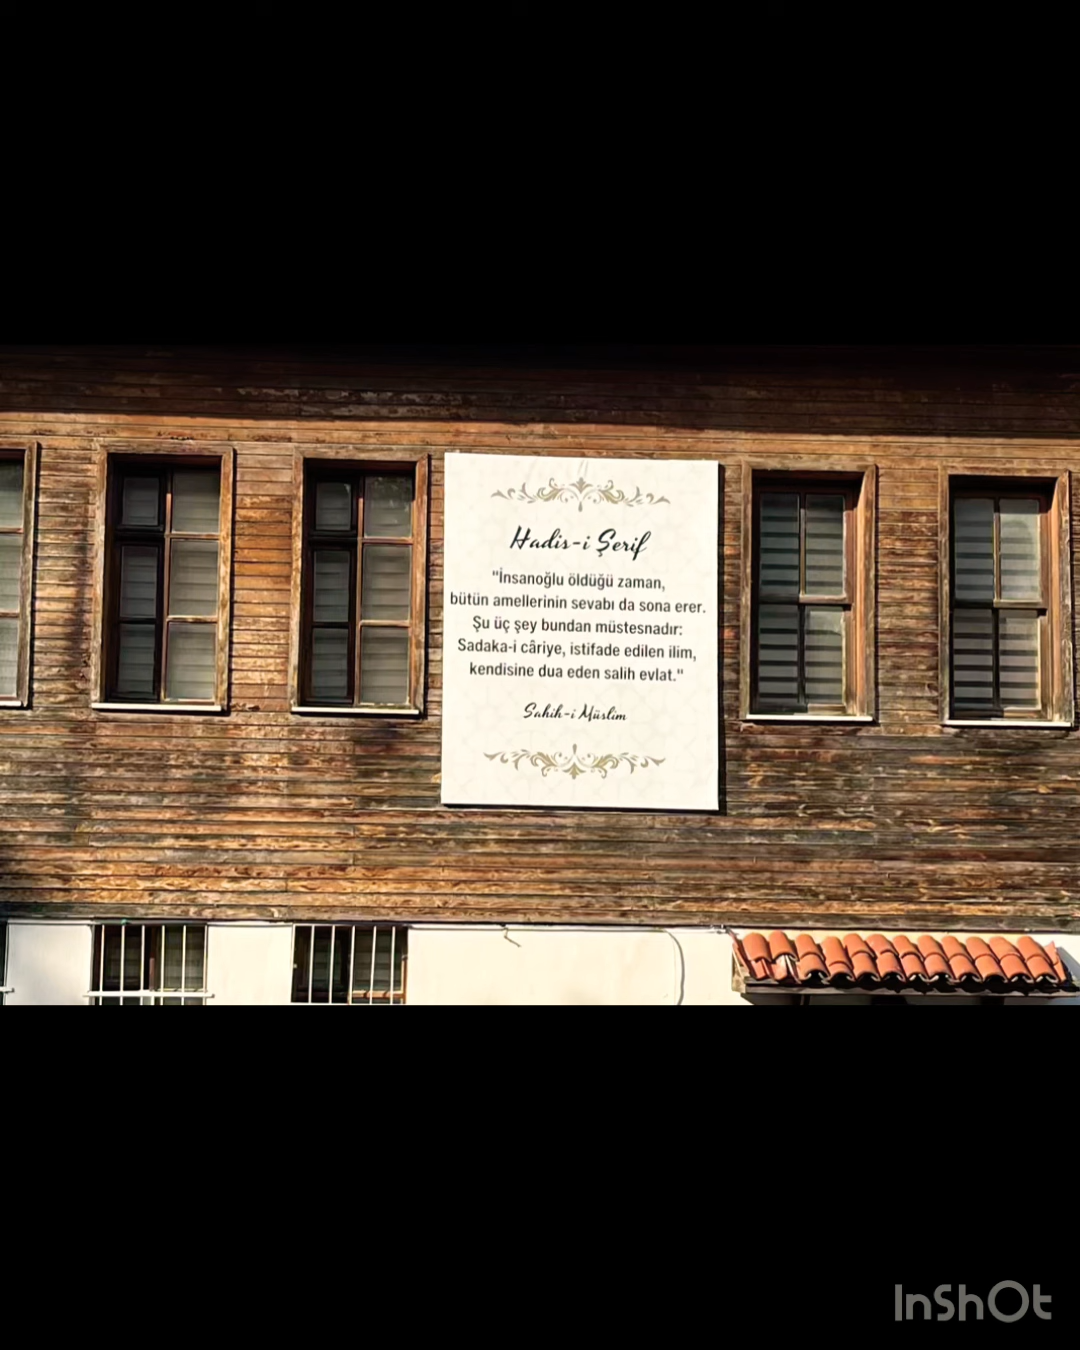 Hadis-i Şerif
"İnsanoğlu öldüğü zaman,
bütün amellerinin sevabı da sona erer.
Şu üç şey bundan müstesnadır:
Sadaka-i câriye, istifade edilen ilim,
kendisine dua eden salih evlat."
Sahih-i Müslim
InShOt